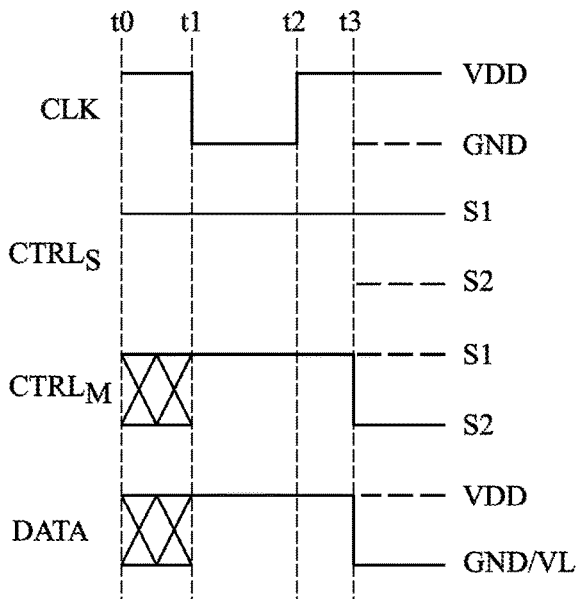 t0 t1 t2 t3
VDD
CLK
GND
S1
CTRLS
S2
S1
CTRLM
S2
VDD
DATA
GND/VL